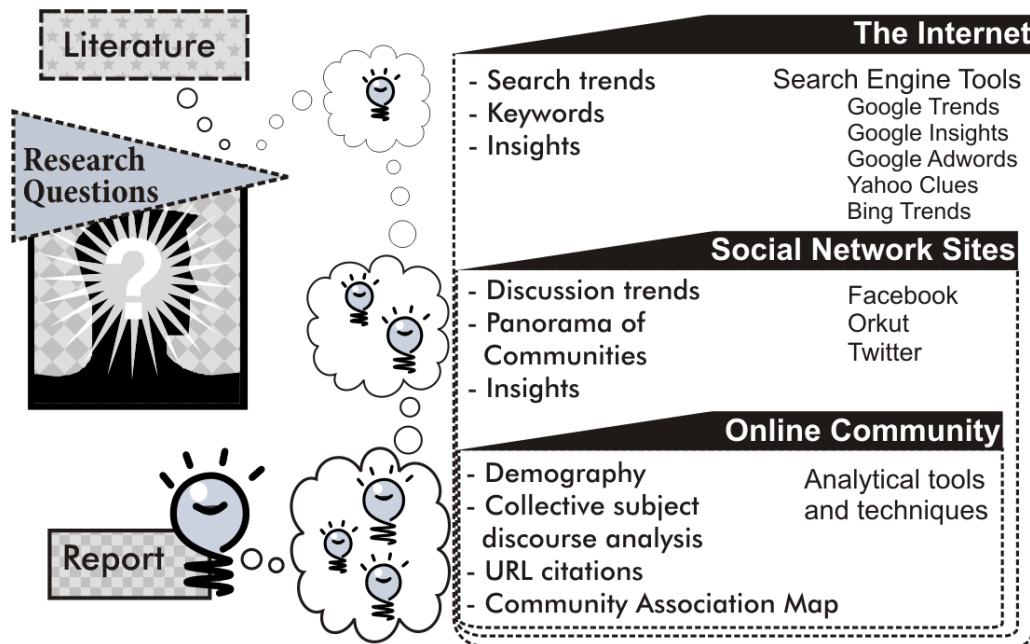 Literature
Research
Questions
?
Report
The Internet
- Search trends
- Keywords
- Insights
Search Engine Tools
Google Trends
Google Insights
Google Adwords
Yahoo Clues
Bing Trends
Social Network Sites
- Discussion trends
- Panorama of
Communities
- Insights
Facebook
Orkut
Twitter
Online Community
- Demography
- Collective subject
discourse analysis
- URL citations
- Community Association Map
Analytical tools
and techniques